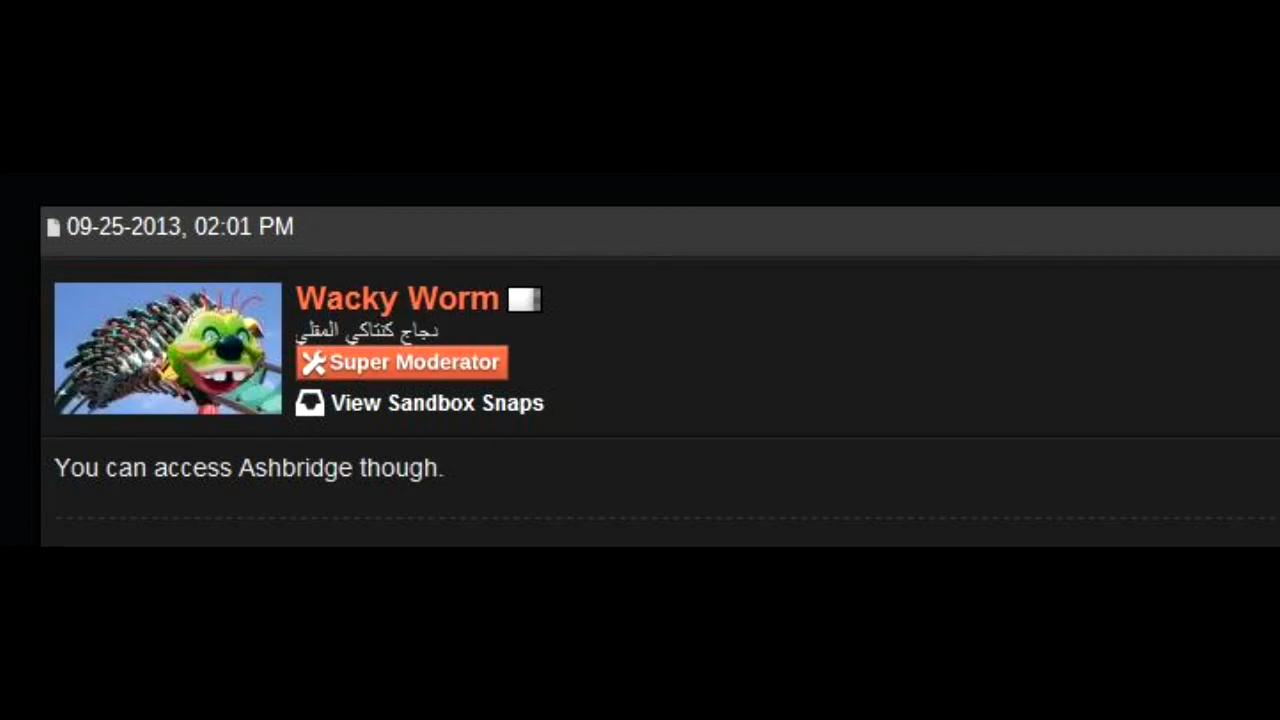 09-25-2013, 02:01 PM
Wacky Worm
دجاج كنتاكي المقلي
Super Moderator
View Sandbox Snaps
You can access Ashbridge though.